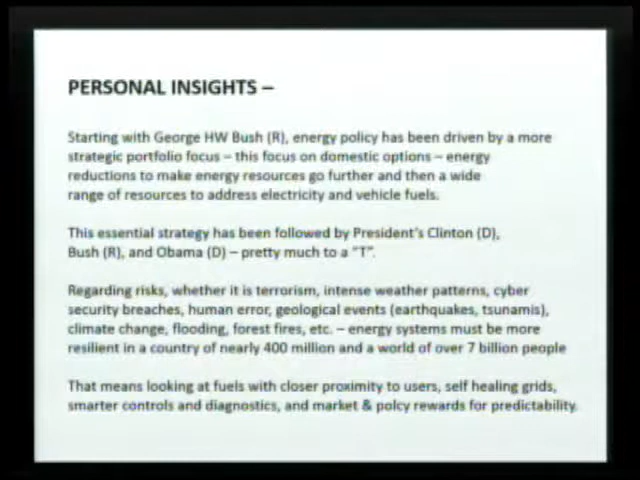 PERSONAL INSIGHTS –
Starting with George HW Bush (R), energy policy has been driven by a more
strategic portfolio focus – this focus on domestic options – energy
reductions to make energy resources go further and then a wide
range of resources to address electricity and vehicle fuels.
This essential strategy has been followed by President's Clinton (D),
Bush (R), and Obama (D) – pretty much to a "T".
Regarding risks, whether it is terrorism, intense weather patterns, cyber
security breaches, human error, geological events (earthquakes, tsunamis),
climate change, flooding, forest fires, etc. – energy systems must be more
resilient in a country of nearly 400 million and a world of over 7 billion people
That means looking at fuels with closer proximity to users, self healing grids,
smarter controls and diagnostics, and market & polcy rewards for predictability.